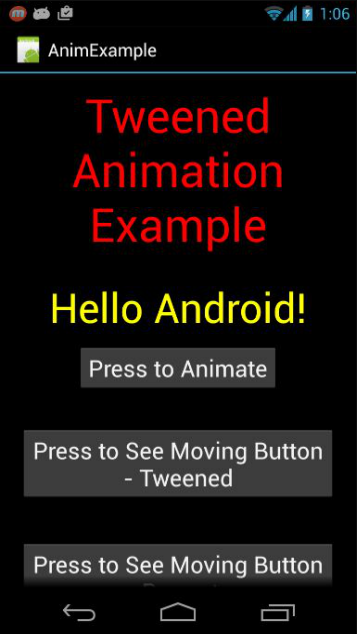 1:06
AnimExample
Tweened
Animation
Example
Hello Android!
Press to Animate
Press to See Moving Button
- Tweened
Press to See Moving Button